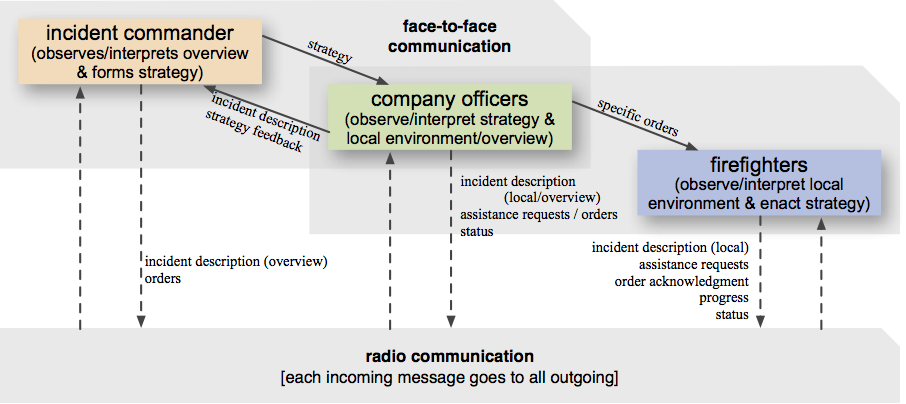 face-to-face
communication
incident commander
(observes/interprets overview
& forms strategy)
strategy
incident description
strategy feedback
company officers
(observe/interpret strategy &
local environment/overview)
specific orders
firefighters
(observe/interpret local
environment & enact strategy)
incident description
(local/overview)
assistance requests / orders
status
incident description (overview)
orders
incident description (local)
assistance requests
order acknowledgment
progress
status
radio communication
[each incoming message goes to all outgoing]